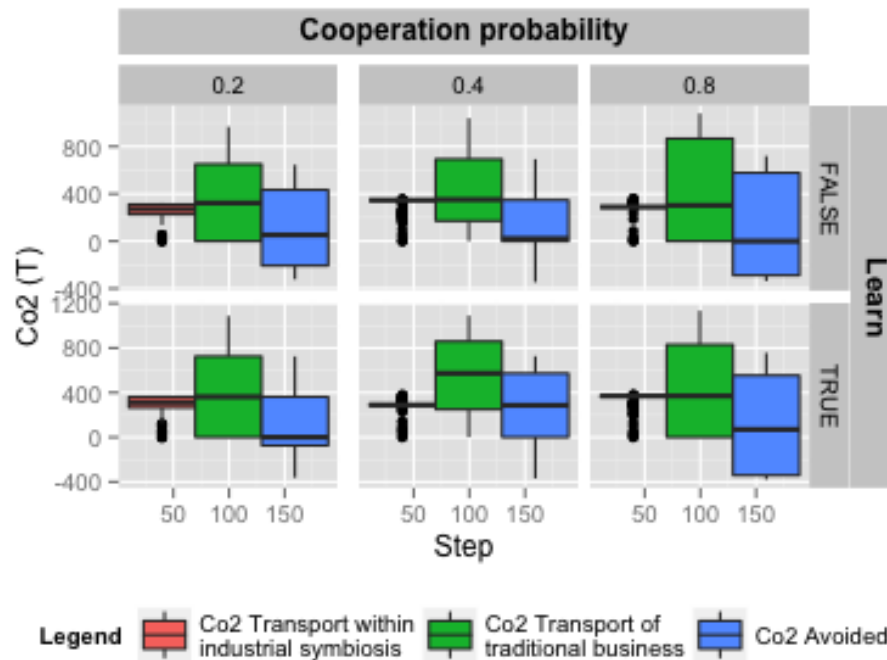 Cooperation probability
0.2 0.4 0.8
800
400
0
-400
FALSE
1200
800
400
0
-400
TRUE
Learn
Co2 (T)
50 100 150 50 100 150 50 100 150
Step
Legend
Co2 Transport within
industrial symbiosis
Co2 Transport of
traditional business
Co2 Avoided